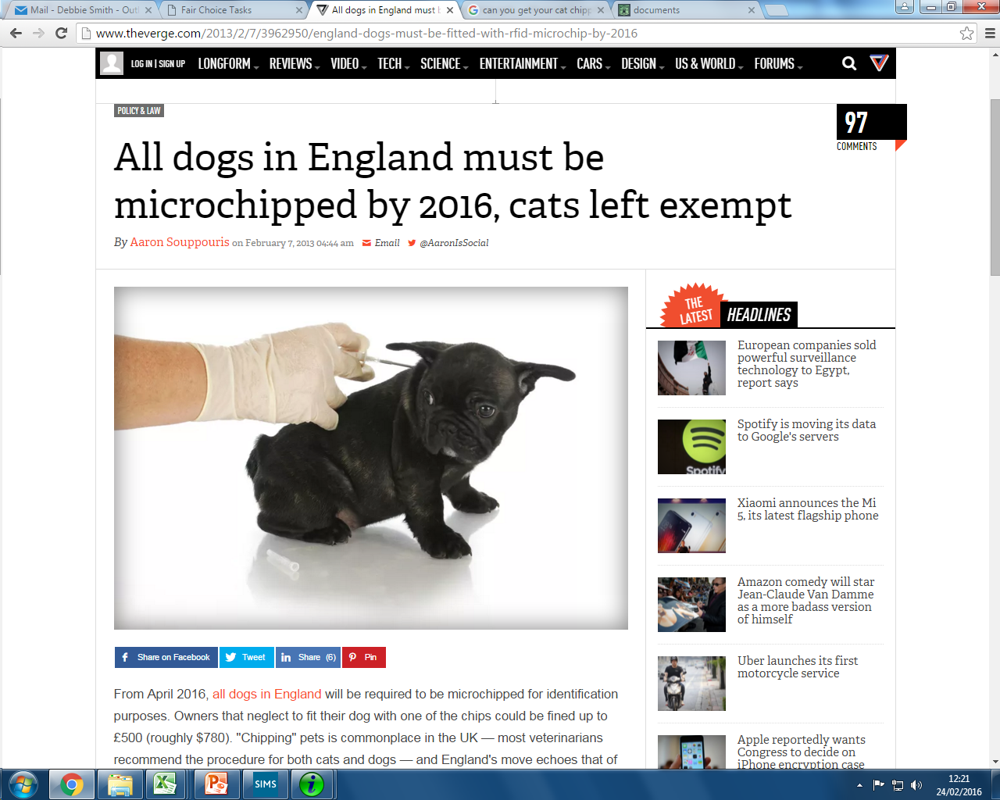 Mail - Debbie Smith - Outl
Fair Choice Tasks
All dogs in England must b
can you get your cat chipp
documents
www.theverge.com/2013/2/7/3962950/england-dogs-must-be-fitted-with-rfid-microchip-by-2016
LOG IN | SIGN UP LONGFORM REVIEWS VIDEO TECH SCIENCE ENTERTAINMENT CARS DESIGN US & WORLD FORUMS
POLICY & LAW
97
COMMENTS
All dogs in England must be
microchipped by 2016, cats left exempt
By Aaron Souppouris on February 7, 2013 04:44 am Email @AaronIsSocial
Share on Facebook Tweet Share (6) Pin
From April 2016, all dogs in England will be required to be microchipped for identification
purposes. Owners that neglect to fit their dog with one of the chips could be fined up to
£500 (roughly $780). "Chipping" pets is commonplace in the UK — most veterinarians
recommend the procedure for both cats and dogs — and England's move echoes that of
THE
LATEST
HEADLINES
European companies sold
powerful surveillance
technology to Egypt,
report says
Spotify is moving its data
to Google's servers
Spotify
Xiaomi announces the Mi
5, its latest flagship phone
Amazon comedy will star
Jean-Claude Van Damme
as a more badass version
of himself
Uber launches its first
motorcycle service
Apple reportedly wants
Congress to decide on
iPhone encryption case
SIMS
12:21
24/02/2016